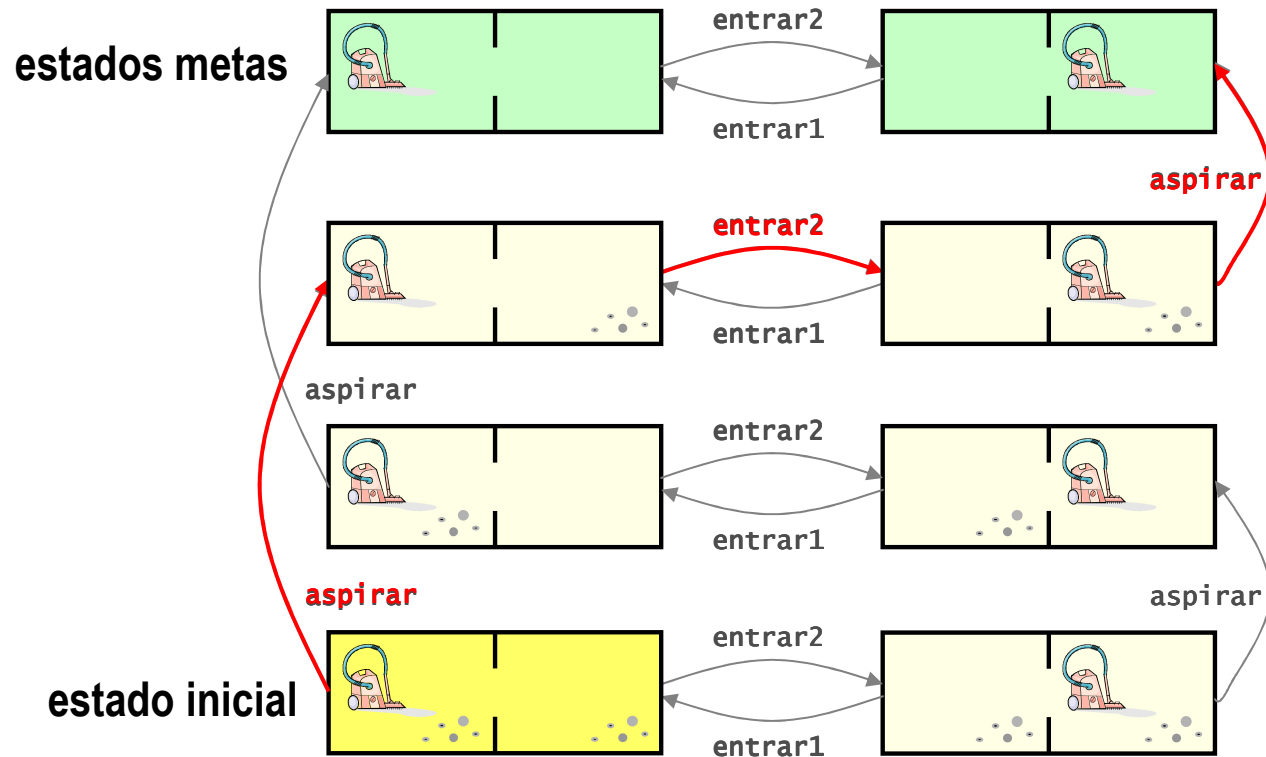 entrar2
estados metas
entrar1
aspirar
entrar2
entrar1
aspirar
entrar2
entrar1
aspirar
aspirar
entrar2
estado inicial
entrar1